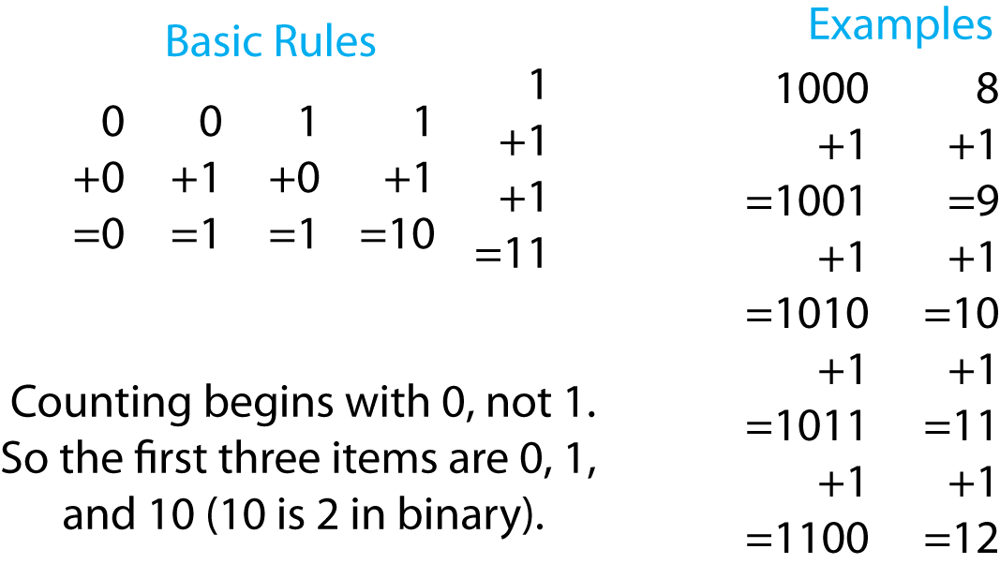 Basic Rules
0 0 1 1 1
+0 +1 +0 +1 +1
=0 =1 =1 =10 +1
=11
Counting begins with 0, not 1.
So the first three items are 0, 1,
and 10 (10 is 2 in binary).
Examples
1000 8
+1 +1
=1001 =9
+1 +1
=1010 =10
+1 +1
=1011 =11
+1 +1
=1100 =12